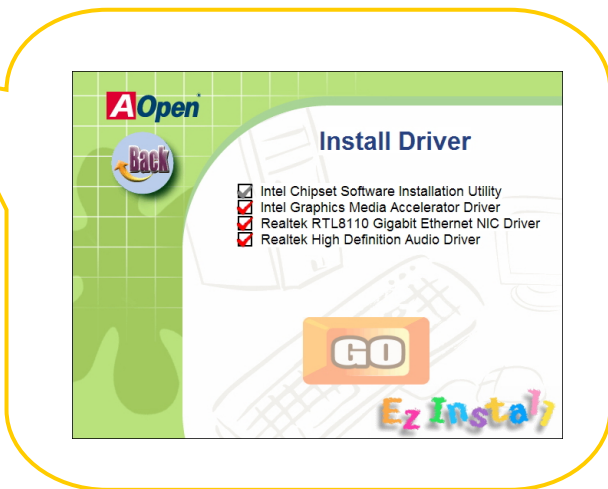 AOpen
Back
Install Driver
Intel Chipset Software Installation Utility
Intel Graphics Media Accelerator Driver
Realtek RTL8110 Gigabit Ethernet NIC Driver
Realtek High Definition Audio Driver
GO
Ez Install